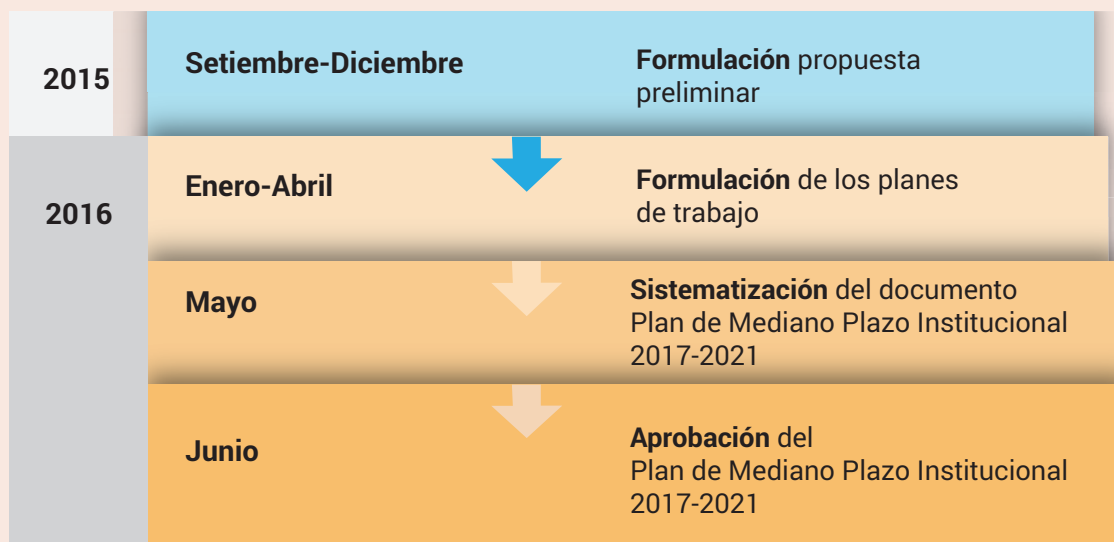 2015
Setiembre-Diciembre
Formulación propuesta
preliminar
2016
Enero-Abril
Formulación de los planes
de trabajo
Mayo
Sistematización del documento
Plan de Mediano Plazo Institucional
2017-2021
Junio
Aprobación del
Plan de Mediano Plazo Institucional
2017-2021